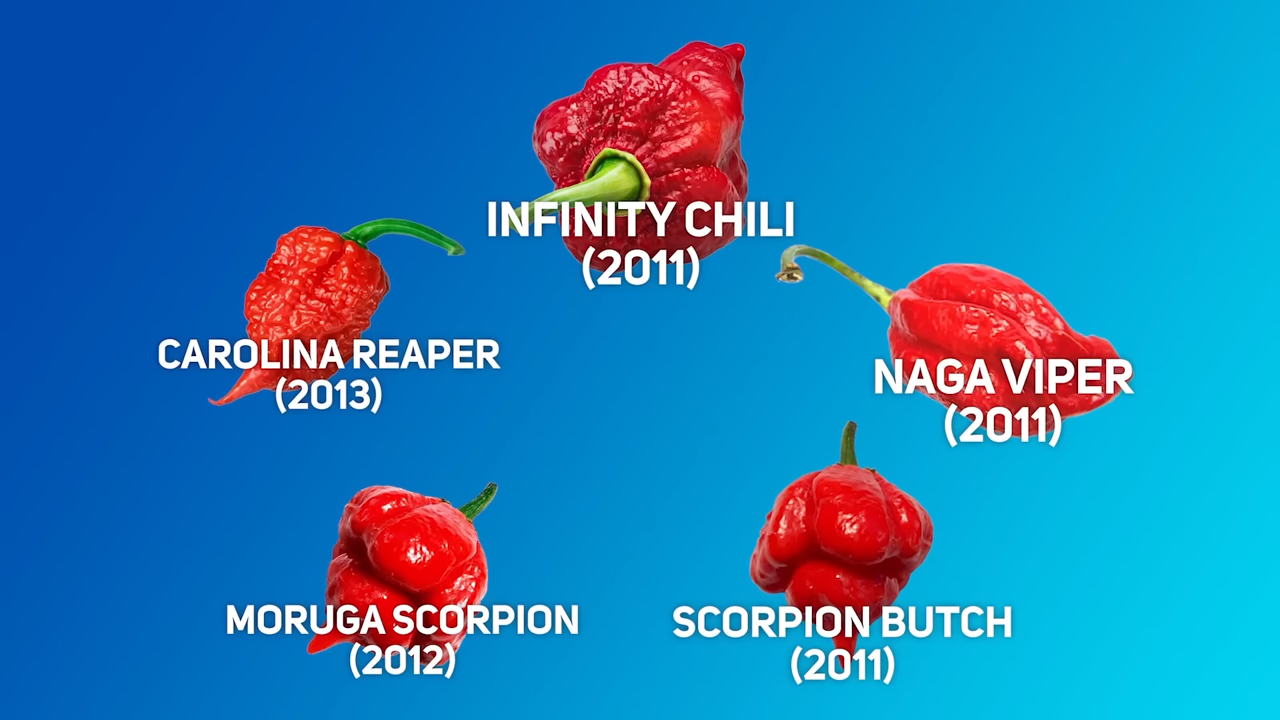 INFINITY CHILI
(2011)
CAROLINA REAPER
(2013)
NAGA VIPER
(2011)
MORUGA SCORPION
(2012)
SCORPION BUTCH
(2011)